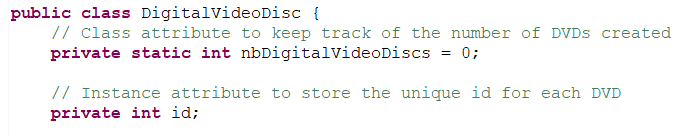 public class DigitalVideoDisc {
    // Class attribute to keep track of the number of DVDs created
    private static int nbDigitalVideoDiscs = 0;

    // Instance attribute to store the unique id for each DVD
    private int id;